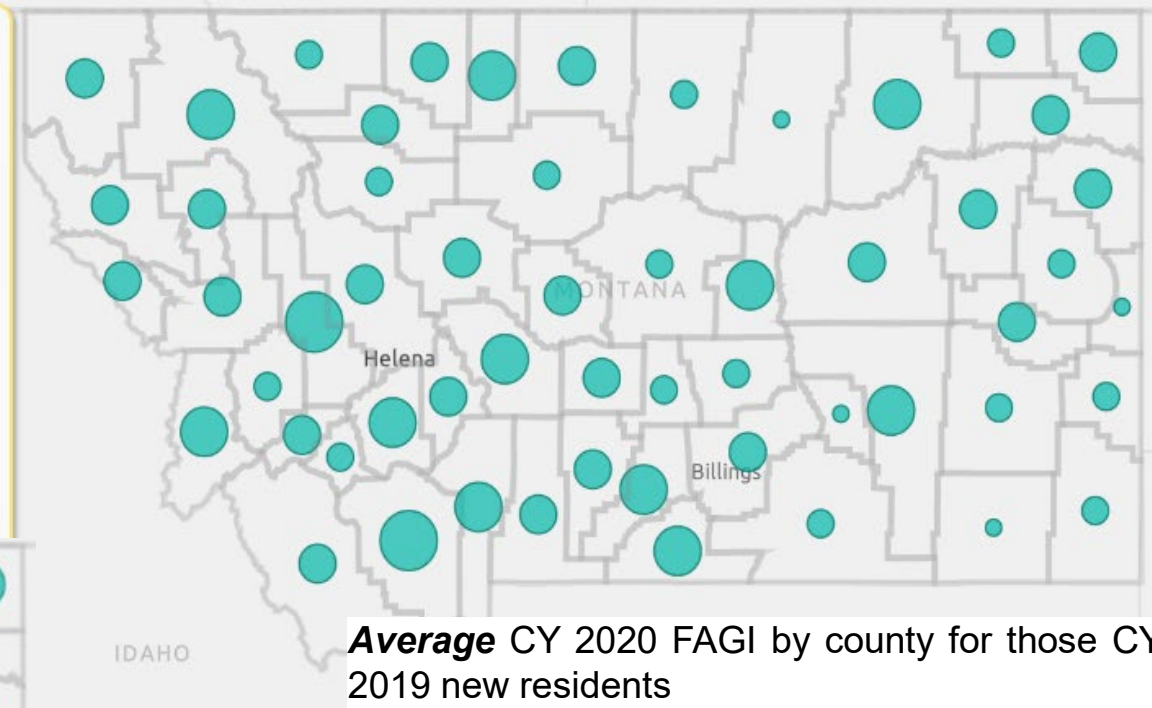 MONTANA
Helena
Billings
IDAHO
Average CY 2020 FAGI by county for those CY
2019 new residents